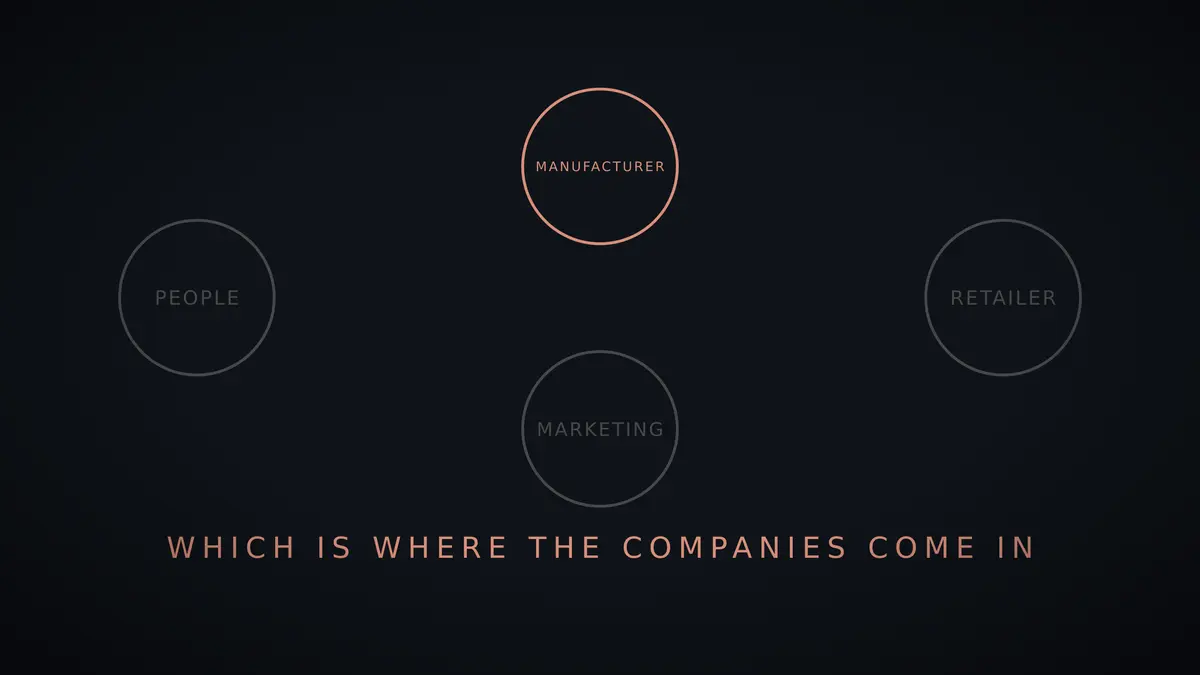 MANUFACTURER
PEOPLE
RETAILER
MARKETING
WHICH IS WHERE THE COMPANIES COME IN